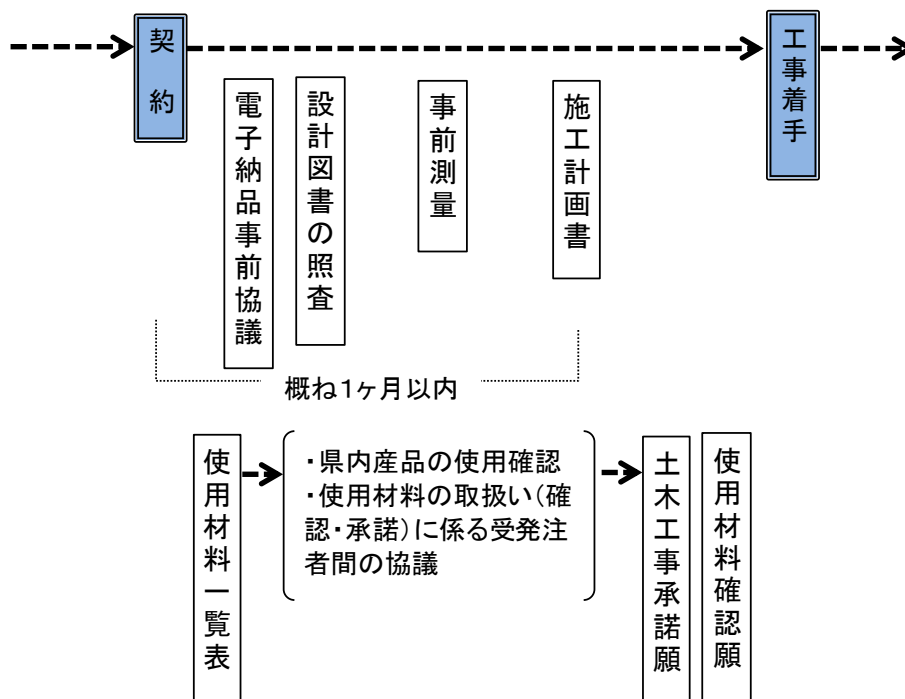 契約
工事着手
電子納品事前協議
設計図書の照査
事前測量
施工計画書
概ね1ヶ月以内
使用材料一覧表
・県内産品の使用確認
・使用材料の取扱い(確
認・承諾)に係る受発注
者間の協議
土木工事承諾願
使用材料確認願